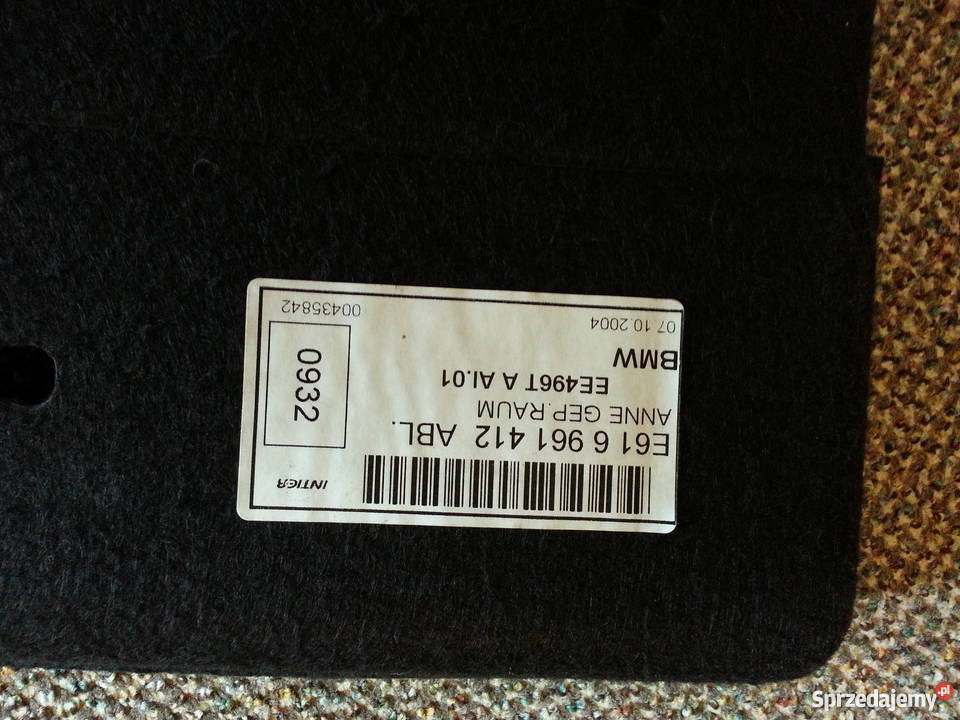 INTIER
E61 6 961 412 ABL.
ANNE GEP.RAUM
EE496T A AI.01
BMW
0932
07.10.2004
00435842
Sprzedajemy.pl